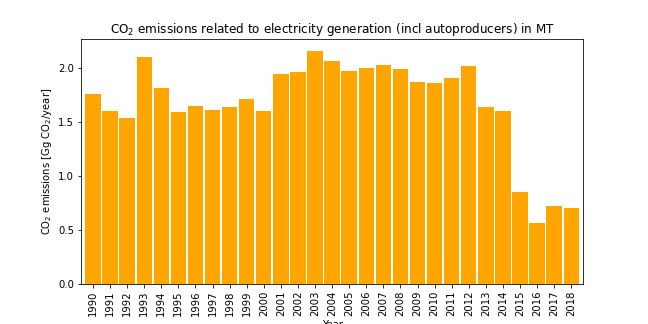 CO₂ emissions related to electricity generation (incl autoproducers) in MT
CO₂ emissions [Gg CO₂/year]
2.0
1.5
1.0
0.5
0.0
1990 1991 1992 1993 1994 1995 1996 1997 1998 1999 2000 2001 2002 2003 2004 2005 2006 2007 2008 2009 2010 2011 2012 2013 2014 2015 2016 2017 2018
Year